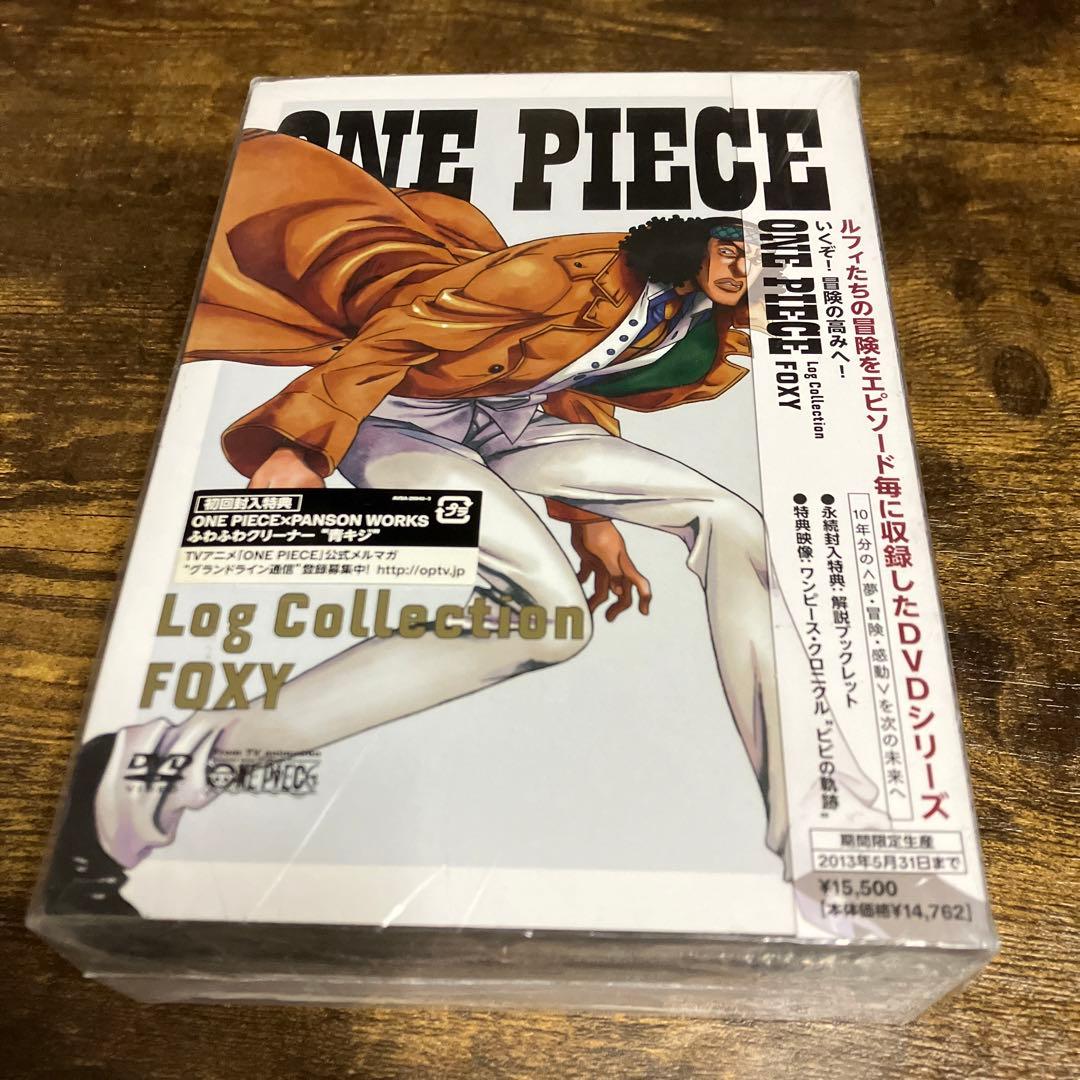 ONE PIECE
ルフィたちの冒険をエピソード毎に収録したDVDシリーズ
いくぞ!冒険の高みへ!
ONE PIECE Log Collection FOXY
10年分の<夢・冒険・感動>を次の未来へ
●永続封入特典:解説ブックレット
●特典映像:ワンピース・クロニクル"ビビの軌跡"
初回封入特典
ONE PIECE×PANSON WORKS
ふわふわクリーナー "青キジ"
プラ
TVアニメ「ONE PIECE」公式メルマガ
"グランドライン通信"登録募集中! http://optv.jp
Log Collection
FOXY
DVD
VIDEO
From TV animation
ONE PIECE
期間限定生産
2013年5月31日まで
¥15,500
[本体価格¥14,762]